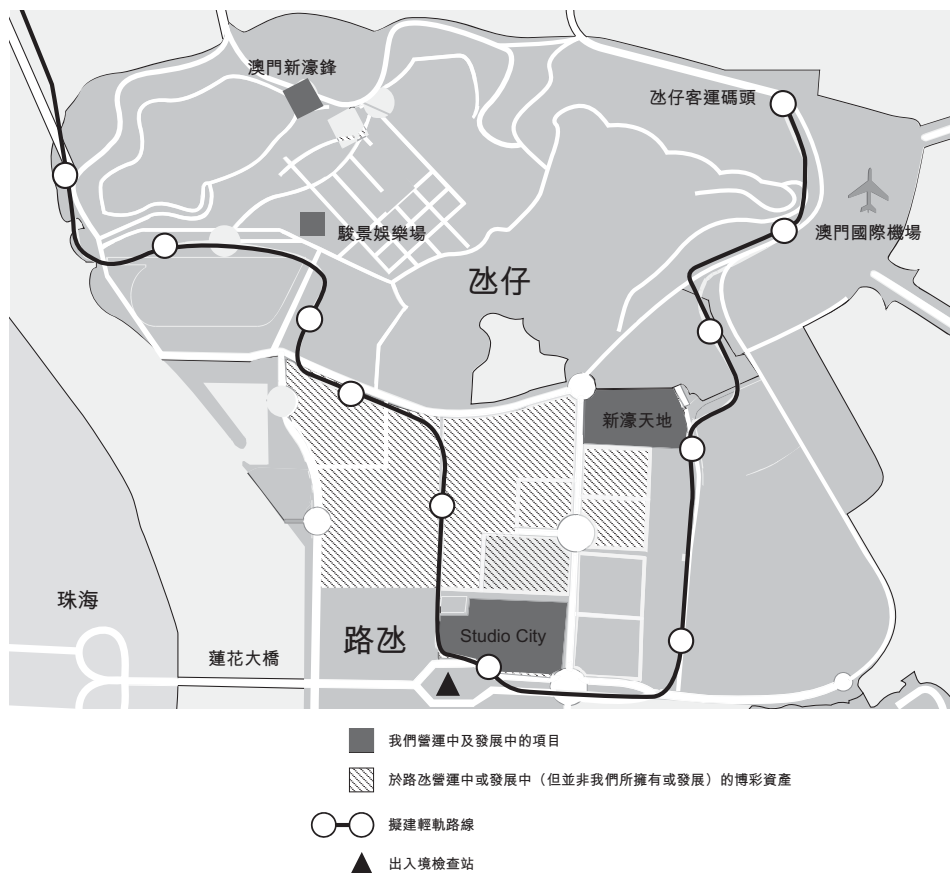 澳門新濠鋒
氹仔客運碼頭
駿景娛樂場
澳門國際機場
氹仔
新濠天地
珠海
路氹
Studio City
蓮花大橋
我們營運中及發展中的項目
於路氹營運中或發展中（但並非我們所擁有或發展）的博彩資產
擬建輕軌路線
出入境檢查站